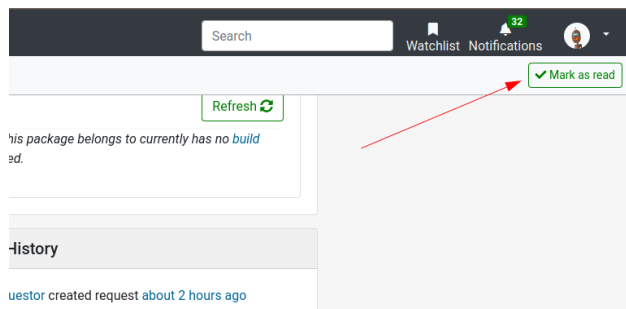 32
Search
Watchlist Notifications
Mark as read
Refresh
his package belongs to currently has no build
ed.
History
uestor created request about 2 hours ago